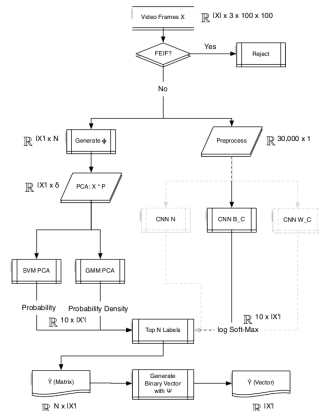 Video Frames X
ℝ |X| x 3 x 100 x 100
FEIF?
Yes
Reject
No
ℝ |X'| x N
Generate ϕ
Preprocess
ℝ 30,000 x 1
ℝ |X'| x δ
PCA: X * P
CNN N
CNN B_C
CNN W_C
SVM PCA
GMM PCA
Probability
Probability Density
ℝ 10 x |X'|
ℝ 10 x |X'|
log Soft-Max
Top N Labels
Ŷ (Matrix)
Generate
Binary Vector
with Ψ
Ŷ (Vector)
ℝ N x |X'|
ℝ |X'|